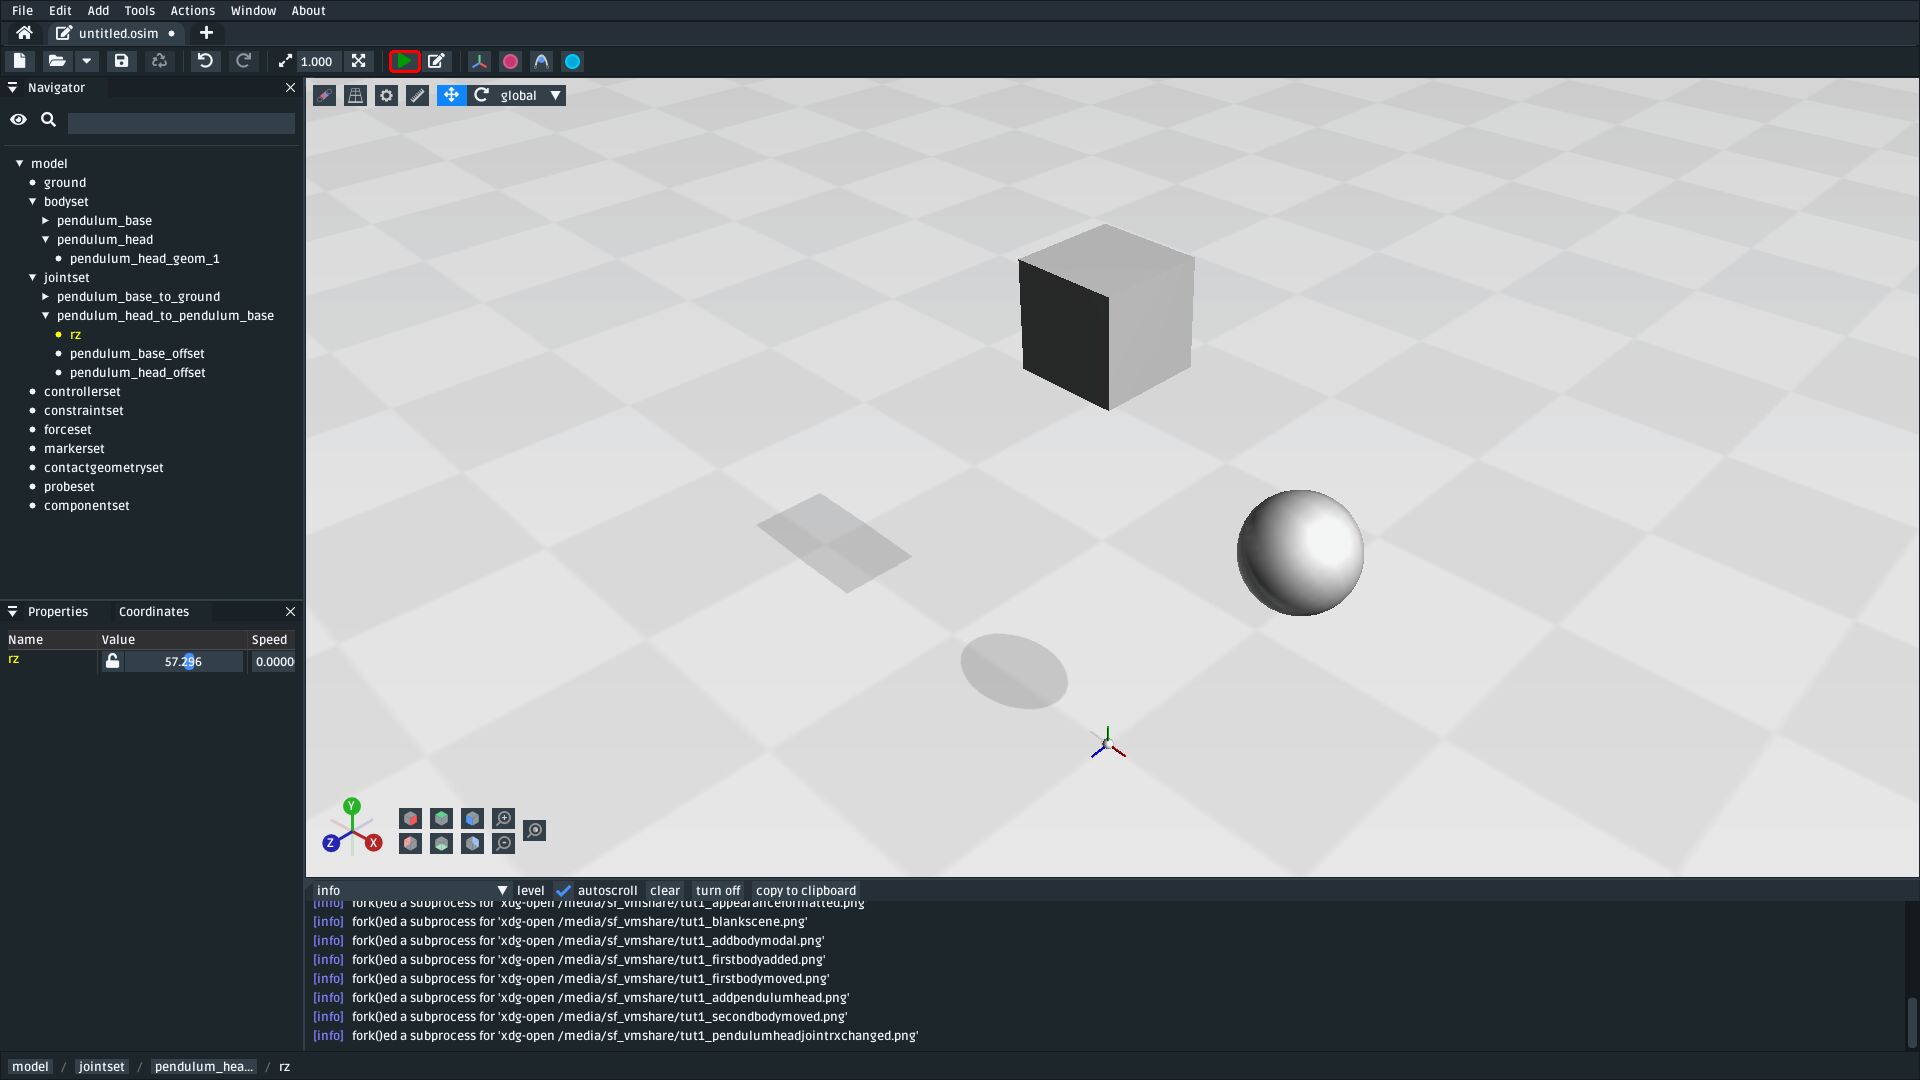 File Edit Add Tools Actions Window About
untitled.osim
1.000
Navigator
global
model
ground
bodyset
pendulum_base
pendulum_head
pendulum_head_geom_1
jointset
pendulum_base_to_ground
pendulum_head_to_pendulum_base
rz
pendulum_base_offset
pendulum_head_offset
controllerset
constraintset
forceset
markerset
contactgeometryset
probeset
componentset
Properties Coordinates
Name Value Speed
rz 57.296 0.0000
Y
Z X
info level autoscroll clear turn off copy to clipboard
[info] fork()ed a subprocess for 'xdg-open /media/sf_vmshare/tut1_appearanceformatted.png
[info] fork()ed a subprocess for 'xdg-open /media/sf_vmshare/tut1_blankscene.png'
[info] fork()ed a subprocess for 'xdg-open /media/sf_vmshare/tut1_addbodymodal.png'
[info] fork()ed a subprocess for 'xdg-open /media/sf_vmshare/tut1_firstbodyadded.png'
[info] fork()ed a subprocess for 'xdg-open /media/sf_vmshare/tut1_firstbodymoved.png'
[info] fork()ed a subprocess for 'xdg-open /media/sf_vmshare/tut1_addpendulumhead.png'
[info] fork()ed a subprocess for 'xdg-open /media/sf_vmshare/tut1_secondbodymoved.png'
[info] fork()ed a subprocess for 'xdg-open /media/sf_vmshare/tut1_pendulumheadjointrxchanged.png'
model / jointset / pendulum_hea... / rz